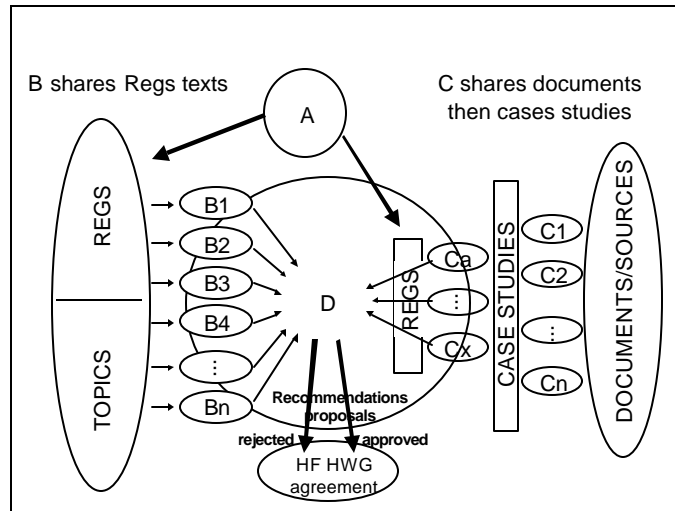 B shares Regs texts
C shares documents
then cases studies
A
REGS
TOPICS
B1
B2
B3
B4
...
Bn
D
REGS
Ca
...
Cx
CASE STUDIES
C1
C2
...
Cn
DOCUMENTS/SOURCES
Recommendations
proposals
rejected
approved
HF HWG
agreement